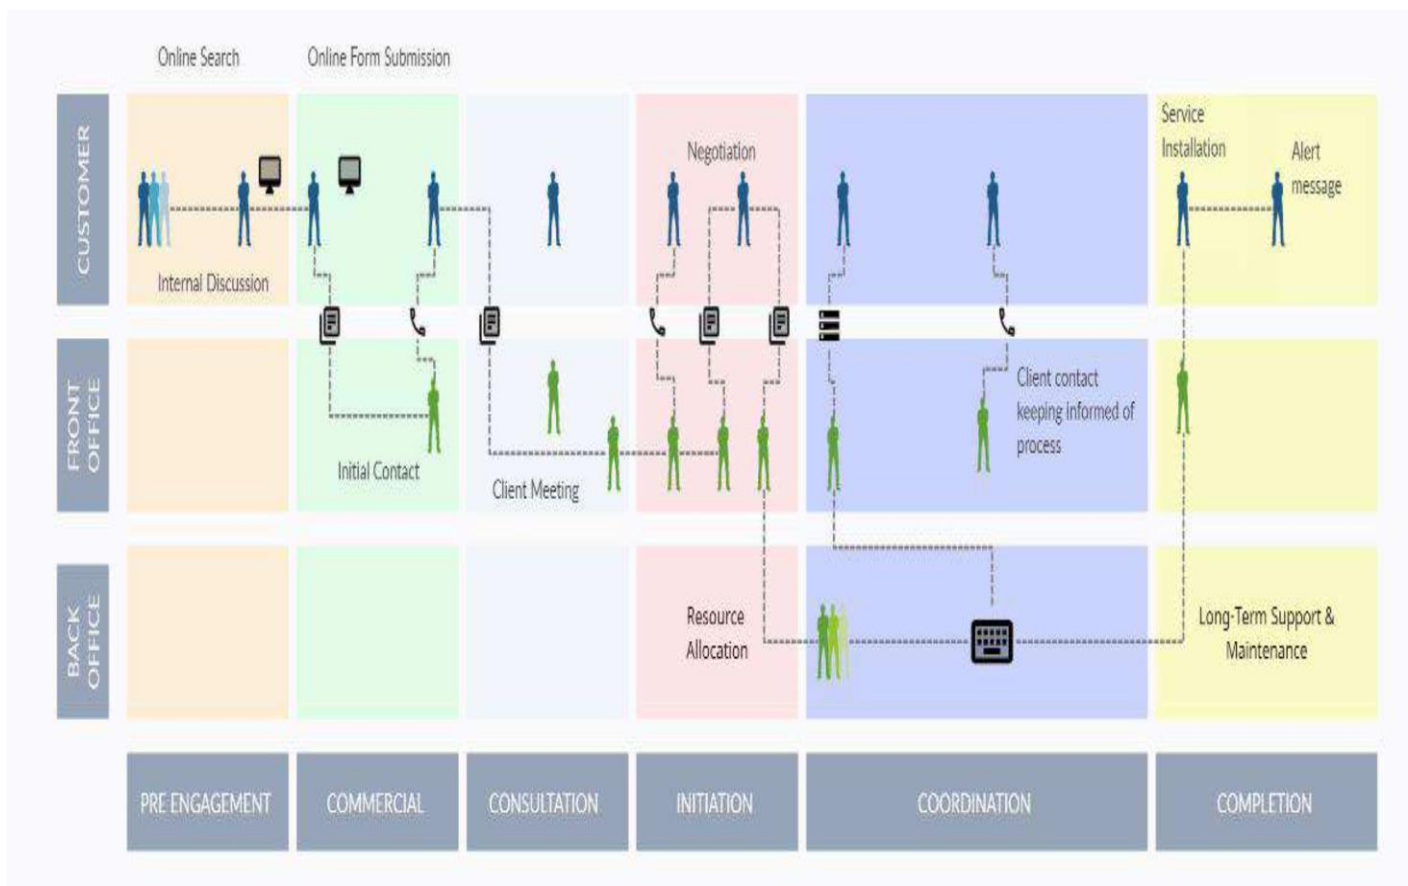 Online Search
Online Form Submission
CUSTOMER
Internal Discussion
Negotiation
Service
Installation
Alert
message
FRONT
OFFICE
Initial Contact
Client Meeting
Client contact
keeping informed of
process
BACK
OFFICE
Resource
Allocation
Long-Term Support &
Maintenance
PRE ENGAGEMENT
COMMERCIAL
CONSULTATION
INITIATION
COORDINATION
COMPLETION